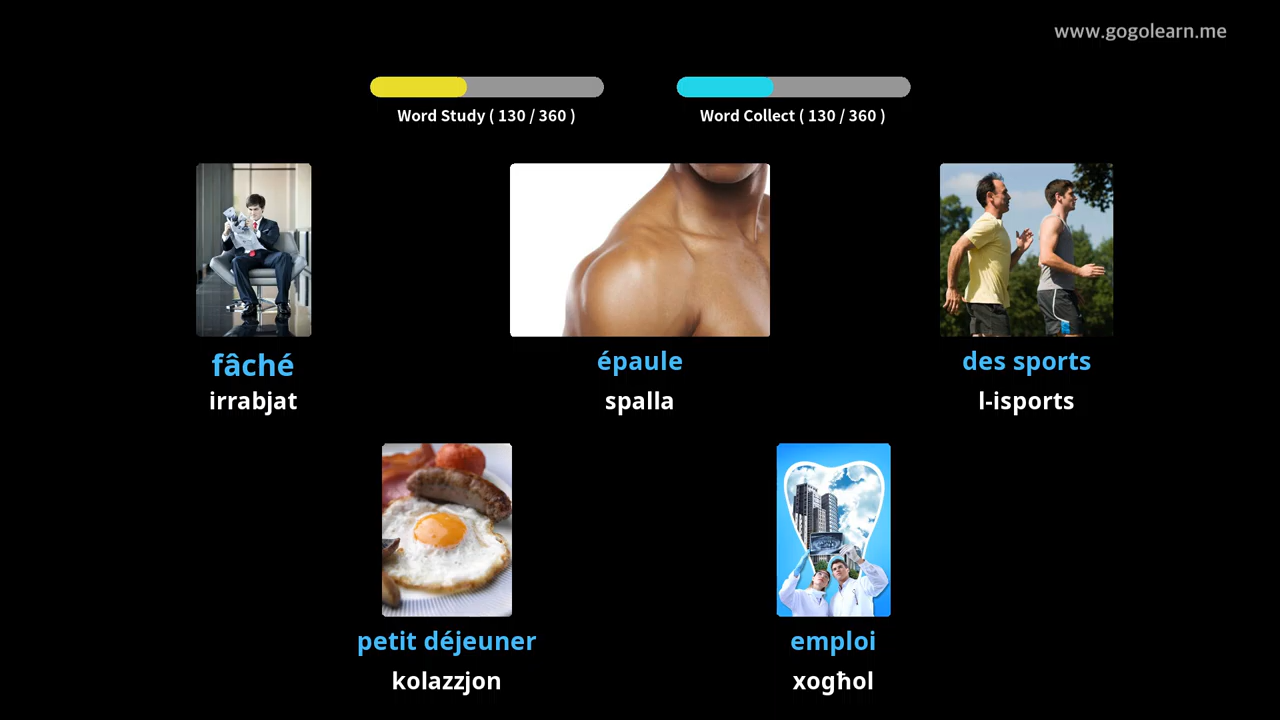 www.gogolearn.me
Word Study ( 130 / 360 )
Word Collect ( 130 / 360 )
fâché
irrabjat
épaule
spalla
des sports
l-isports
petit déjeuner
kolazzjon
emploi
xogħol